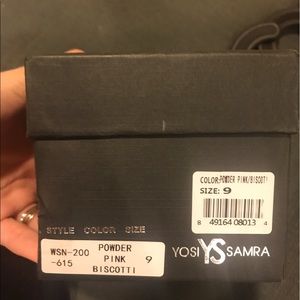 COLOR:POWDER PINK/BISCOTI
SIZE: 9
8 49164 08013 4
STYLE COLOR SIZE
WSN-200 POWDER
-615 PINK 9
BISCOTTI
YOSI YS SAMRA